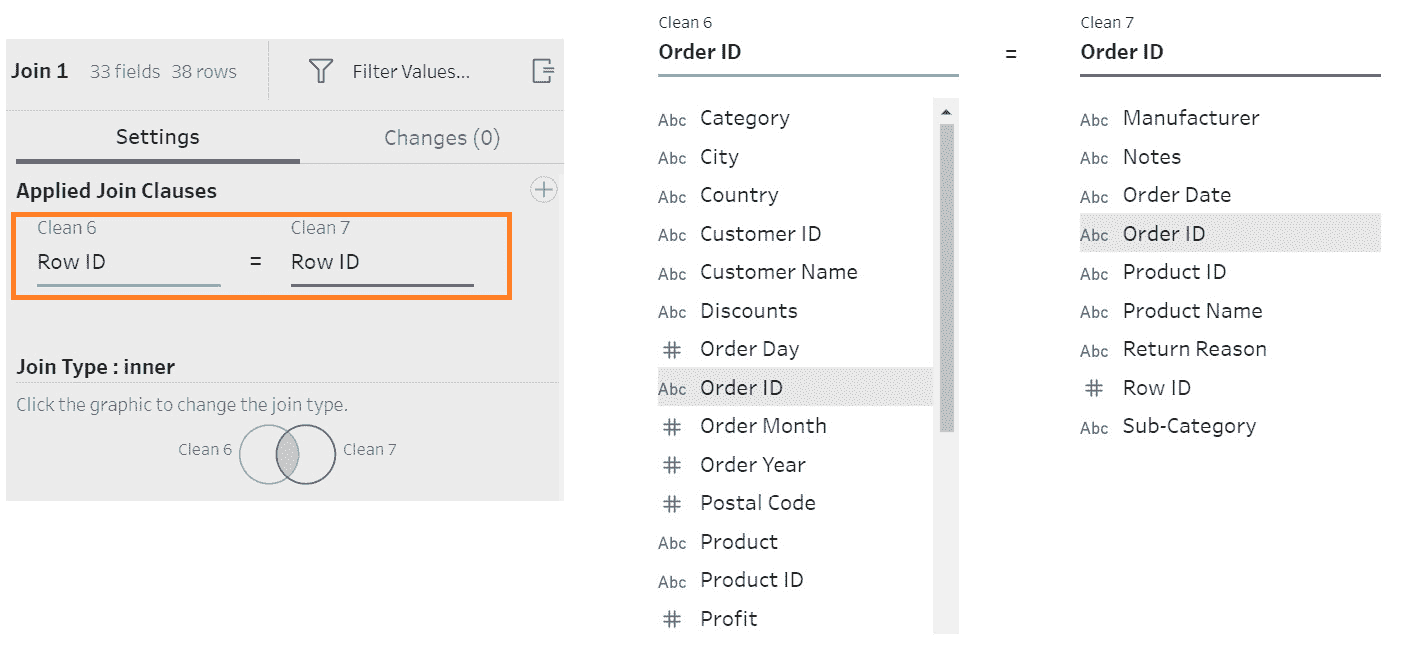 Join 1 33 fields 38 rows Filter Values...
Settings Changes (0)
Applied Join Clauses
Clean 6 Clean 7
Row ID = Row ID
Join Type : inner
Click the graphic to change the join type.
Clean 6 Clean 7
Clean 6
Order ID
=
Abc Category
Abc City
Abc Country
Abc Customer ID
Abc Customer Name
Abc Discounts
# Order Day
Abc Order ID
# Order Month
# Order Year
# Postal Code
Abc Product
Abc Product ID
# Profit
Clean 7
Order ID
Abc Manufacturer
Abc Notes
Abc Order Date
Abc Order ID
Abc Product ID
Abc Product Name
Abc Return Reason
# Row ID
Abc Sub-Category